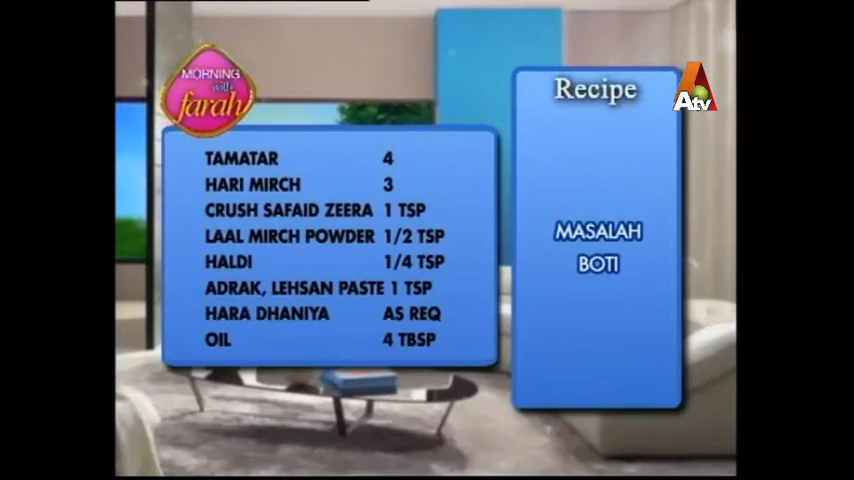 MORNING
with
farah
TAMATAR 4
HARI MIRCH 3
CRUSH SAFAID ZEERA 1 TSP
LAAL MIRCH POWDER 1/2 TSP
HALDI 1/4 TSP
ADRAK, LEHSAN PASTE 1 TSP
HARA DHANIYA AS REQ
OIL 4 TBSP
Recipe
MASALAH
BOTI
Atv